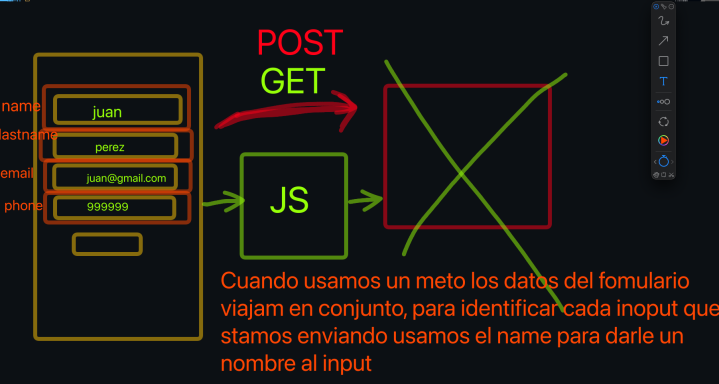 POST
GET
name
juan
lastname
perez
email
juan@gmail.com
phone
999999
JS
Cuando usamos un meto los datos del fomulario
viajam en conjunto, para identificar cada inoput que
stamos enviando usamos el name para darle un
nombre al input
T